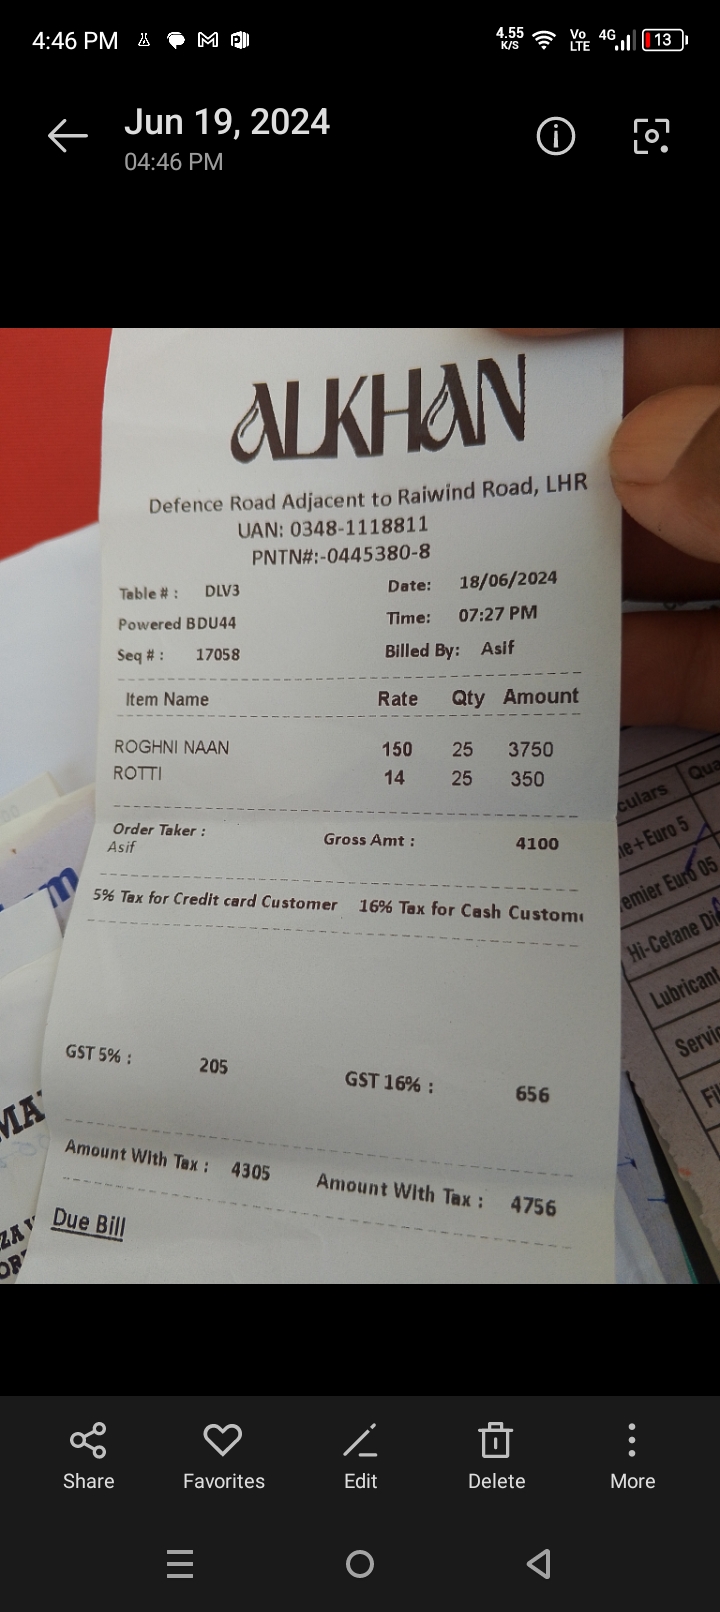 4:46 PM
4.55 K/S Vo LTE 4G 13
Jun 19, 2024
04:46 PM
ALKHAN
Defence Road Adjacent to Raiwind Road, LHR
UAN: 0348-1118811
PNTN#:-0445380-8
Table # : DLV3 Date: 18/06/2024
Powered BDU44 Time: 07:27 PM
Seq # : 17058 Billed By: Asif
Item Name Rate Qty Amount
ROGHNI NAAN 150 25 3750
ROTTI 14 25 350
Order Taker : Gross Amt : 4100
Asif
5% Tax for Credit card Customer 16% Tax for Cash Custom
GST 5% : 205 GST 16% : 656
Amount With Tax : 4305 Amount With Tax : 4756
Due Bill
culars Qua
ne+Euro 5
emier Euro 05
Hi-Cetane Di
Lubricant
Servi
Fil
MA
ZA
OR
Share Favorites Edit Delete More